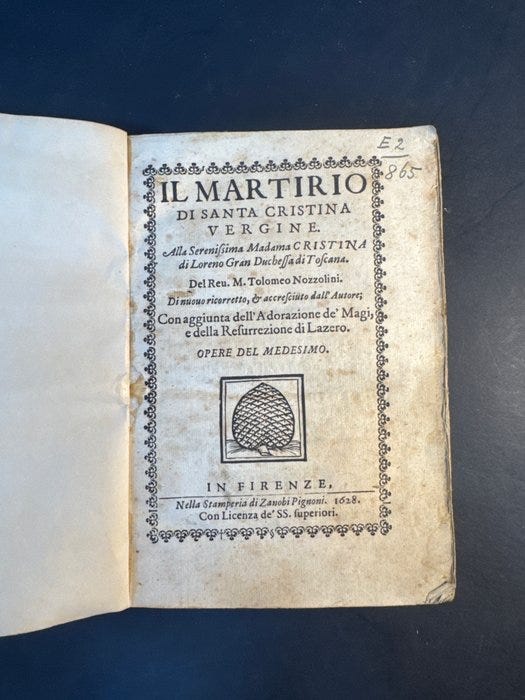 E 2
865
IL MARTIRIO
DI SANTA CRISTINA
VERGINE.
Alla Sereniſsima Madama CRISTINA
di Loreno Gran Ducheſſa di Toscana.
Del Reu. M. Tolomeo Nozzolini.
Di nuouo ricorretto, & accreſciuto dall'Autore;
Con aggiunta dell'Adorazione de' Magi,
e della Reſurrezione di Lazero.
OPERE DEL MEDESIMO.
IN FIRENZE,
Nella Stamperia di Zanobi Pignoni. 1628.
Con Licenza de' SS. ſuperiori.